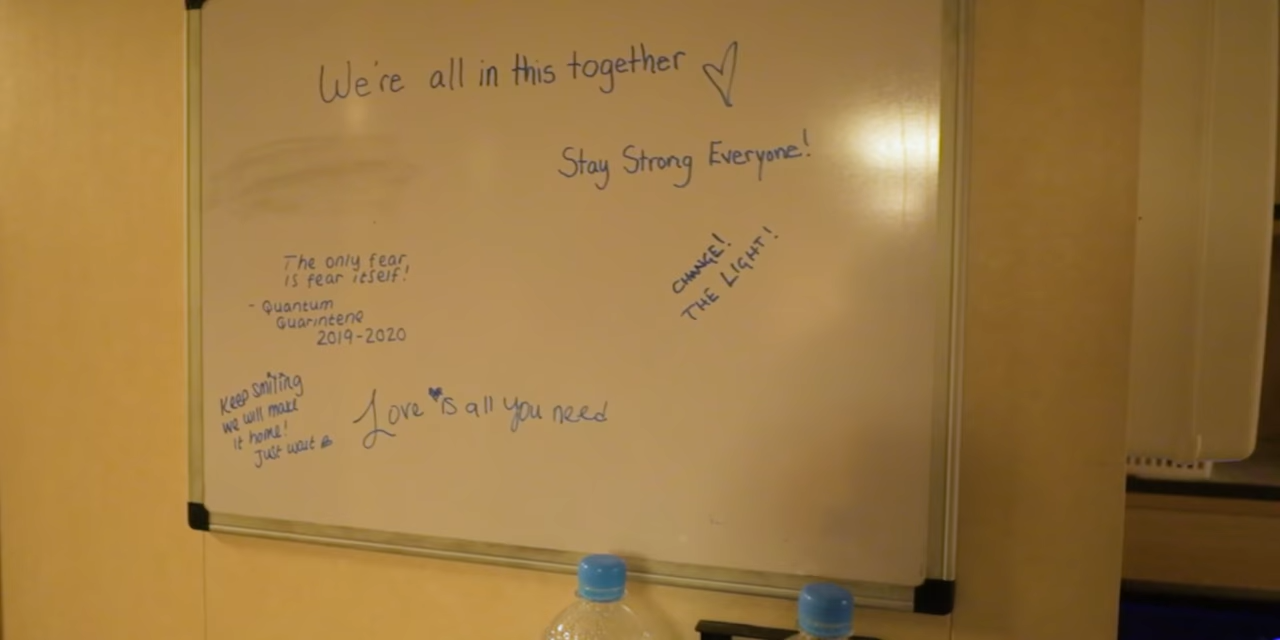 We're all in this together
Stay Strong Everyone!
CHANGE!
THE LIGHT!
The only fear
is fear itself!
- Quantum
Quarintene
2019-2020
Keep smiling
we will make
it home!
Just wait
Love is all you need